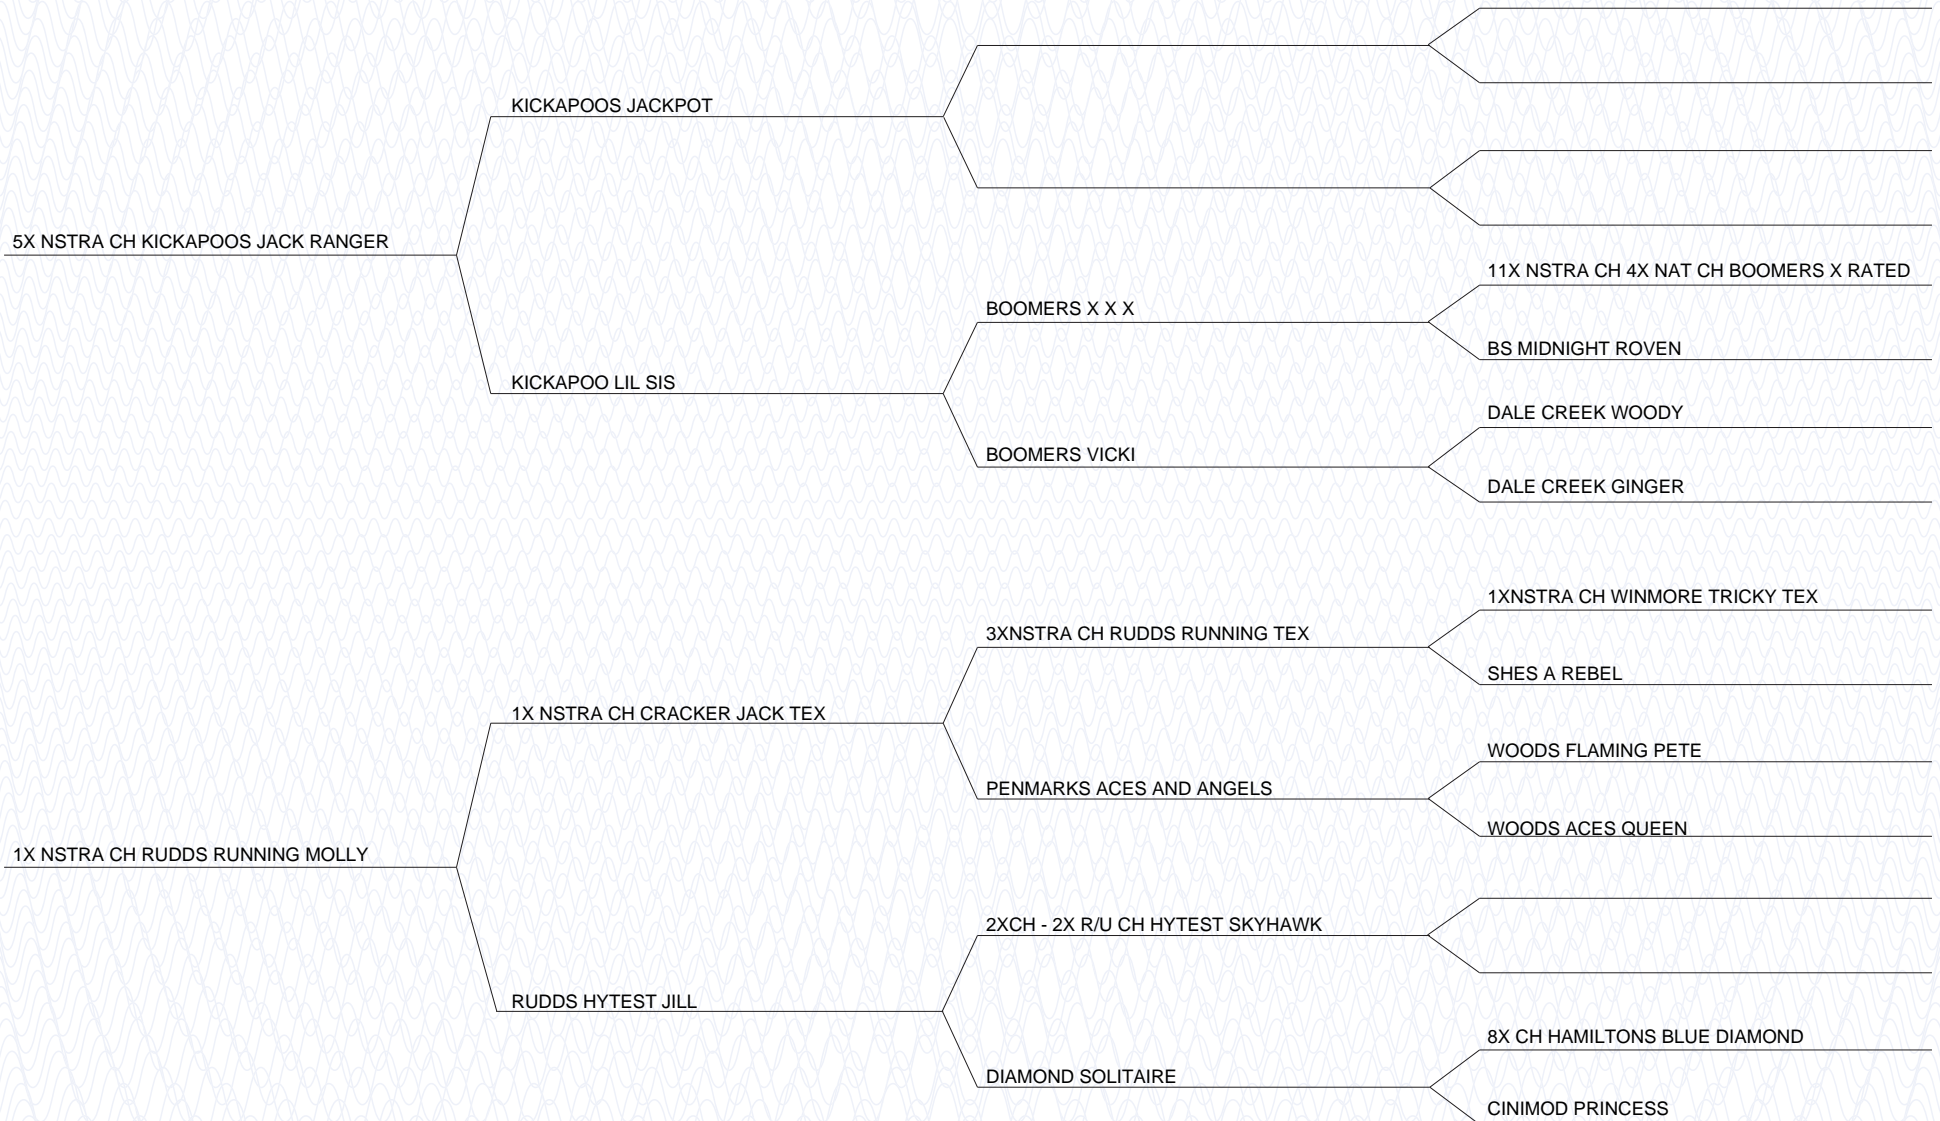 KICKAPOOS JACKPOT
5X NSTRA CH KICKAPOOS JACK RANGER
11X NSTRA CH 4X NAT CH BOOMERS X RATED
BOOMERS X X X
BS MIDNIGHT ROVEN
KICKAPOO LIL SIS
DALE CREEK WOODY
BOOMERS VICKI
DALE CREEK GINGER
1XNSTRA CH WINMORE TRICKY TEX
3XNSTRA CH RUDDS RUNNING TEX
SHES A REBEL
1X NSTRA CH CRACKER JACK TEX
WOODS FLAMING PETE
PENMARKS ACES AND ANGELS
WOODS ACES QUEEN
1X NSTRA CH RUDDS RUNNING MOLLY
2XCH - 2X R/U CH HYTEST SKYHAWK
RUDDS HYTEST JILL
8X CH HAMILTONS BLUE DIAMOND
DIAMOND SOLITAIRE
CINIMOD PRINCESS